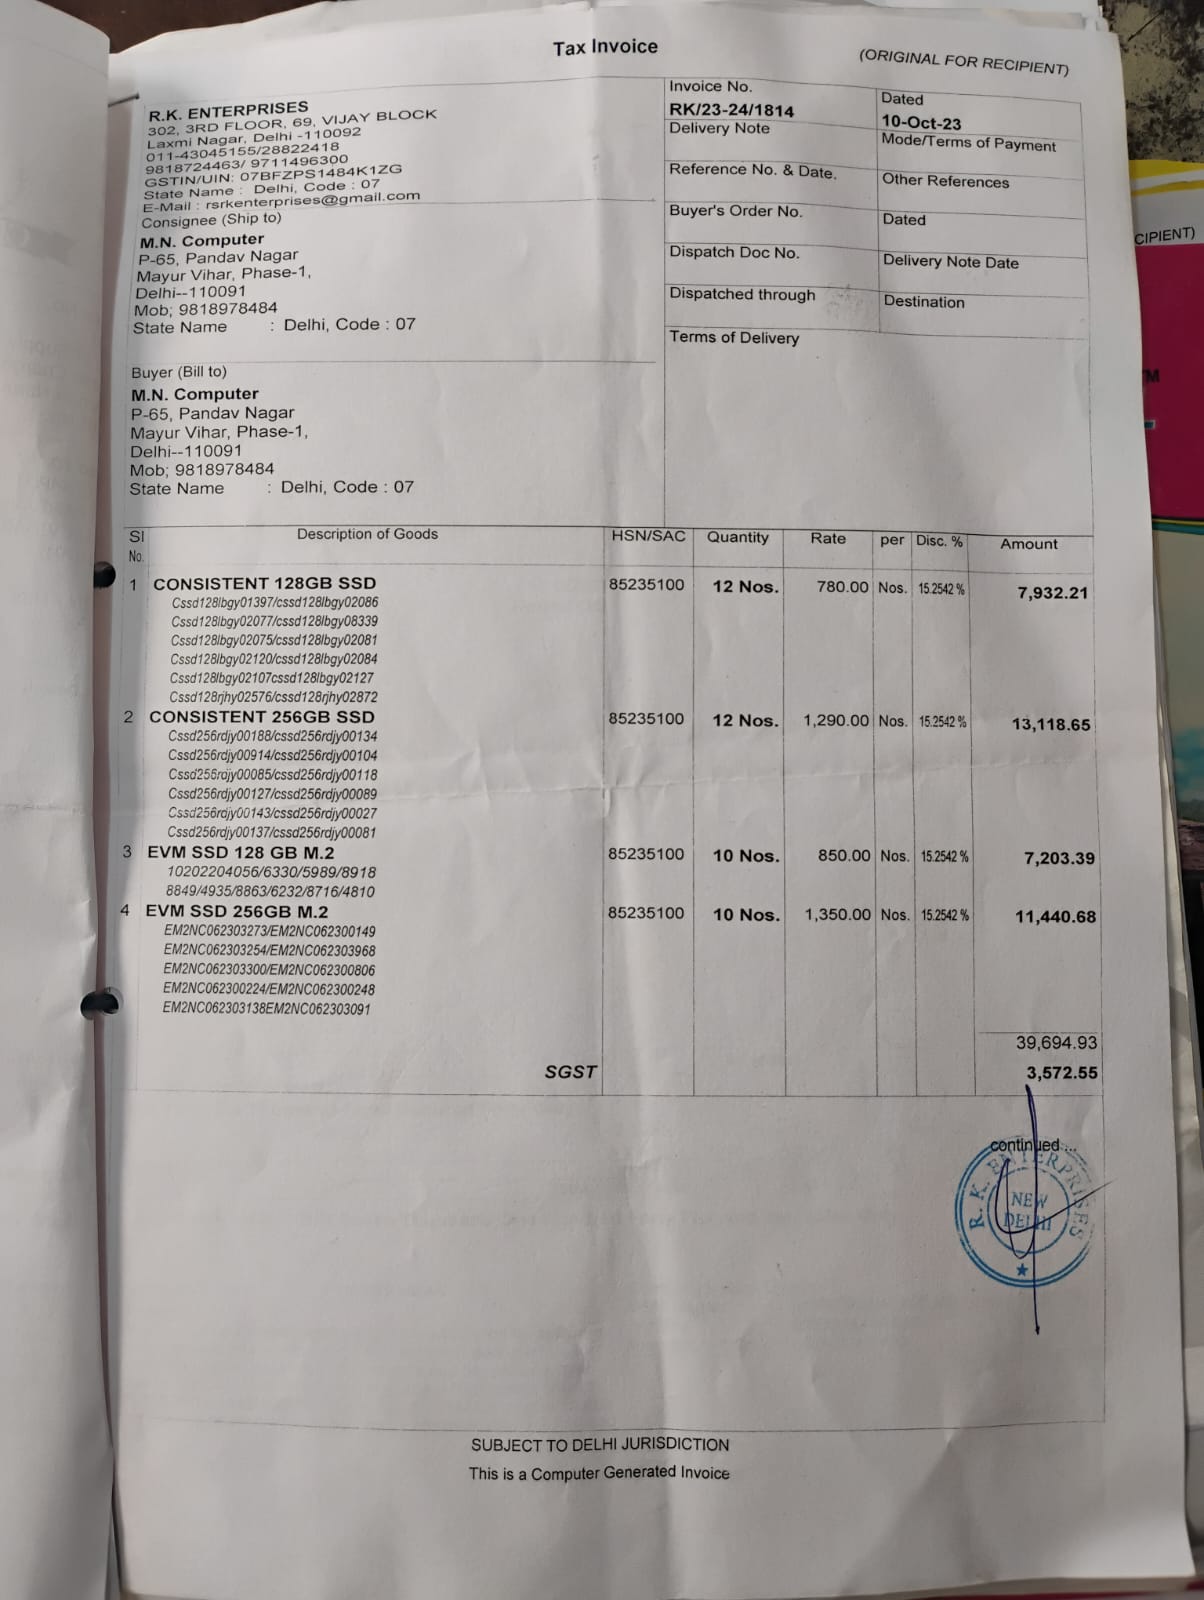 Tax Invoice
(ORIGINAL FOR RECIPIENT)
R.K. ENTERPRISES
302, 3RD FLOOR, 69, VIJAY BLOCK
Laxmi Nagar, Delhi -110092
011-43045155/28822418
9818724463/ 9711496300
GSTIN/UIN: 07BFZPS1484K1ZG
State Name : Delhi, Code : 07
E-Mail : rsrkenterprises@gmail.com
Invoice No.
RK/23-24/1814
Dated
10-Oct-23
Delivery Note
Mode/Terms of Payment
Reference No. & Date.
Other References
Buyer's Order No.
Dated
Dispatch Doc No.
Delivery Note Date
Dispatched through
Destination
Terms of Delivery
Consignee (Ship to)
M.N. Computer
P-65, Pandav Nagar
Mayur Vihar, Phase-1,
Delhi--110091
Mob; 9818978484
State Name : Delhi, Code : 07
Buyer (Bill to)
M.N. Computer
P-65, Pandav Nagar
Mayur Vihar, Phase-1,
Delhi--110091
Mob; 9818978484
State Name : Delhi, Code : 07
Sl No. Description of Goods HSN/SAC Quantity Rate per Disc. % Amount
1 CONSISTENT 128GB SSD 85235100 12 Nos. 780.00 Nos. 15.2542 % 7,932.21
Cssd128lbgy01397/cssd128lbgy02086
Cssd128lbgy02077/cssd128lbgy08339
Cssd128lbgy02075/cssd128lbgy02081
Cssd128lbgy02120/cssd128lbgy02084
Cssd128lbgy02107cssd128lbgy02127
Cssd128rjhy02576/cssd128rjhy02872
2 CONSISTENT 256GB SSD 85235100 12 Nos. 1,290.00 Nos. 15.2542 % 13,118.65
Cssd256rdjy00188/cssd256rdjy00134
Cssd256rdjy00914/cssd256rdjy00104
Cssd256rdjy00085/cssd256rdjy00118
Cssd256rdjy00127/cssd256rdjy00089
Cssd256rdjy00143/cssd256rdjy00027
Cssd256rdjy00137/cssd256rdjy00081
3 EVM SSD 128 GB M.2 85235100 10 Nos. 850.00 Nos. 15.2542 % 7,203.39
10202204056/6330/5989/8918
8849/4935/8863/6232/8716/4810
4 EVM SSD 256GB M.2 85235100 10 Nos. 1,350.00 Nos. 15.2542 % 11,440.68
EM2NC062303273/EM2NC062300149
EM2NC062303254/EM2NC062303968
EM2NC062303300/EM2NC062300806
EM2NC062300224/EM2NC062300248
EM2NC062303138EM2NC062303091
39,694.93
SGST 3,572.55
continued ...
R. K. ENTERPRISES
NEW
DELHI
SUBJECT TO DELHI JURISDICTION
This is a Computer Generated Invoice
CIPIENT)